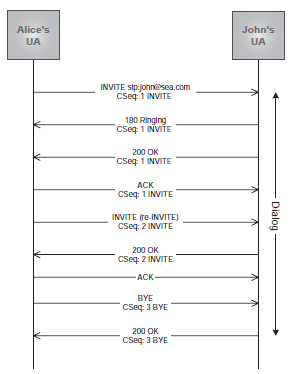 Alice's
UA
John's
UA
INVITE sip:john@sea.com
CSeq: 1 INVITE
180 Ringing
CSeq: 1 INVITE
200 OK
CSeq: 1 INVITE
ACK
CSeq: 1 INVITE
INVITE (re-INVITE)
CSeq: 2 INVITE
200 OK
CSeq: 2 INVITE
ACK
BYE
CSeq: 3 BYE
200 OK
CSeq: 3 BYE
Dialog